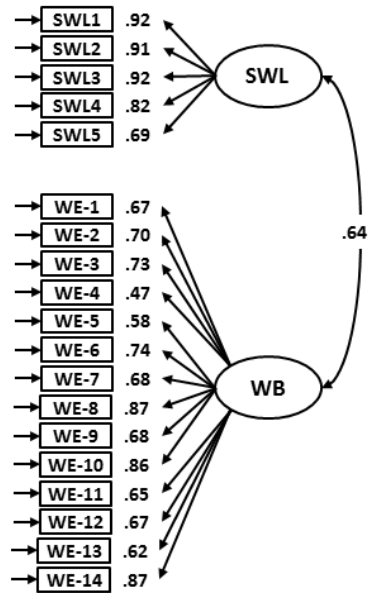 SWL1 .92
SWL2 .91
SWL3 .92
SWL4 .82
SWL5 .69
SWL
.64
WE-1 .67
WE-2 .70
WE-3 .73
WE-4 .47
WE-5 .58
WE-6 .74
WE-7 .68
WE-8 .87
WE-9 .68
WE-10 .86
WE-11 .65
WE-12 .67
WE-13 .62
WE-14 .87
WB